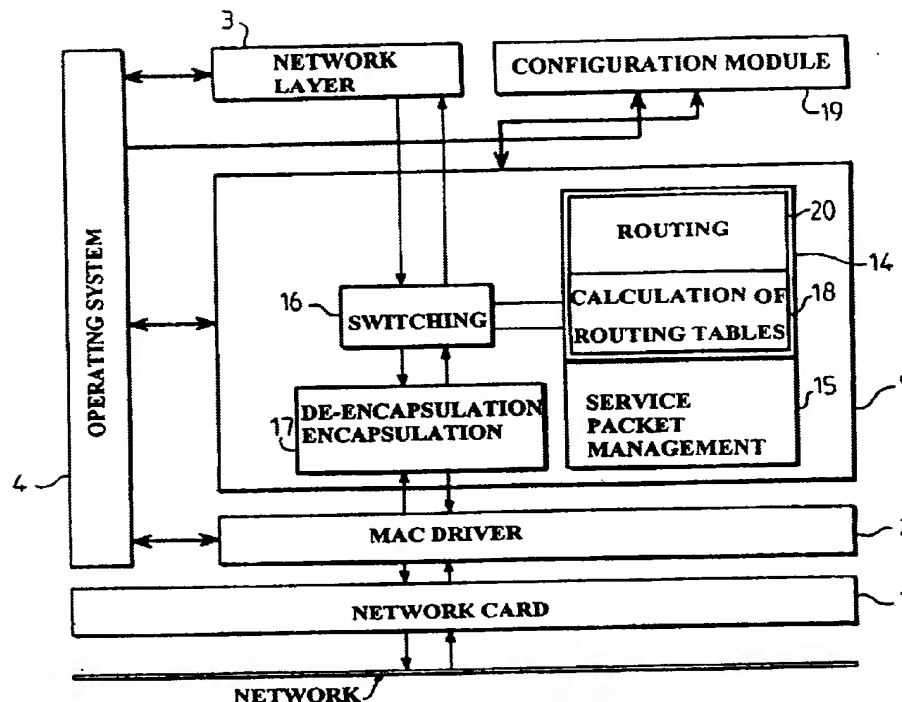 3
NETWORK
LAYER
CONFIGURATION MODULE
19
OPERATING SYSTEM
4
ROUTING
20
14
16
SWITCHING
CALCULATION OF
ROUTING TABLES
18
17
DE-ENCAPSULATION
ENCAPSULATION
SERVICE
PACKET
MANAGEMENT
15
MAC DRIVER
NETWORK CARD
NETWORK